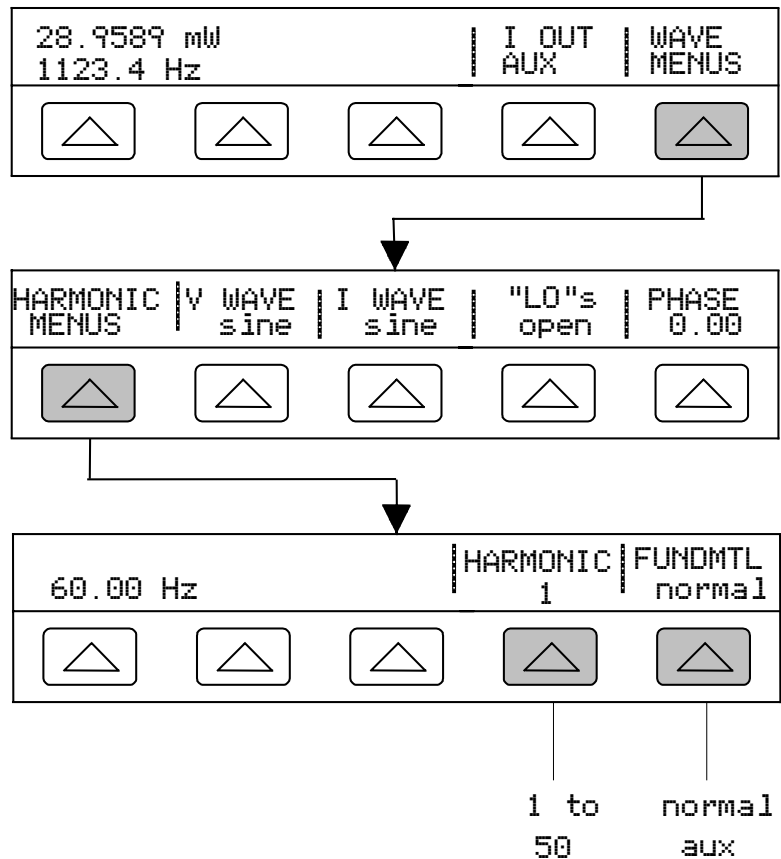 28.9589 mW
1123.4 Hz
I OUT
AUX
WAVE
MENUS
HARMONIC
MENUS
V WAVE
sine
I WAVE
sine
"LO"s
open
PHASE
0.00
60.00 Hz
HARMONIC
1
FUNDMTL
normal
1 to
50
normal
aux